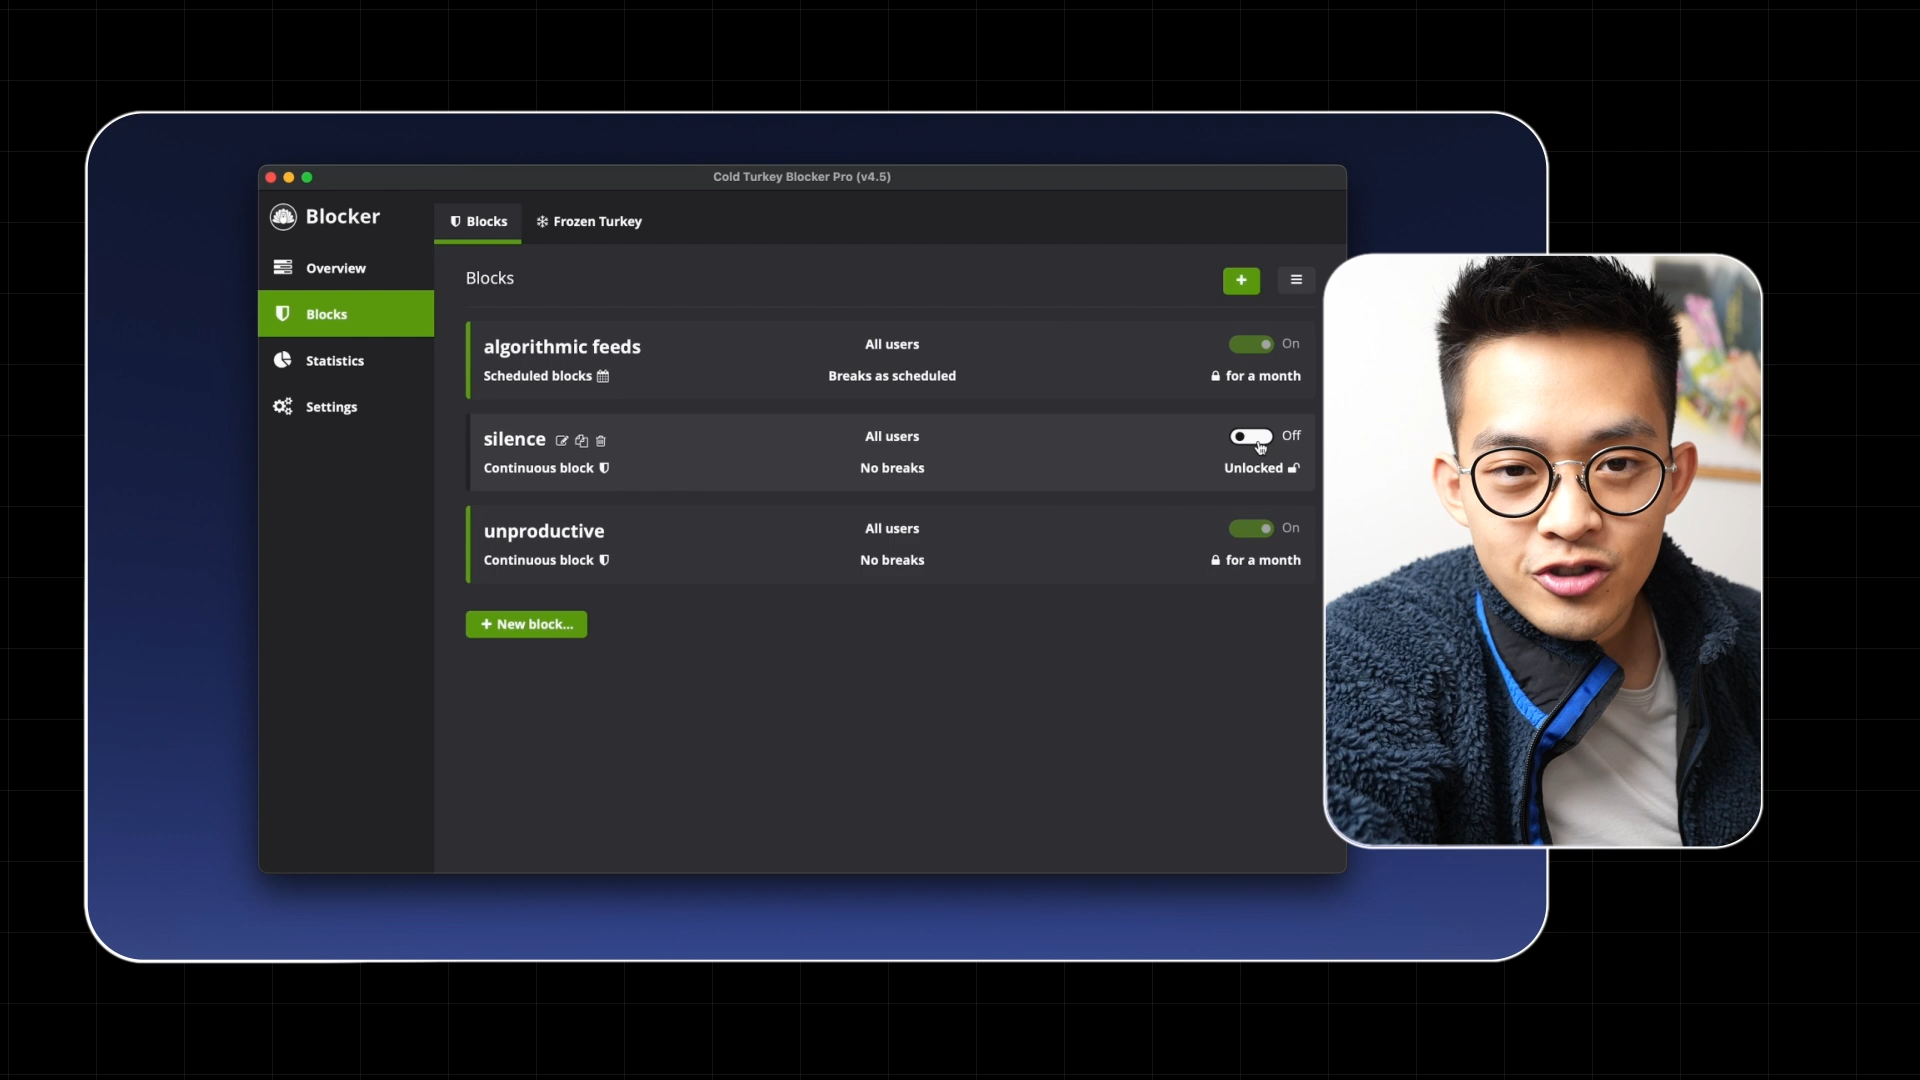 Cold Turkey Blocker Pro (v4.5)
Blocker
Blocks
Frozen Turkey
Overview
Blocks
Statistics
Settings
Blocks
algorithmic feeds
All users
On
Scheduled blocks
Breaks as scheduled
for a month
silence
All users
Off
Continuous block
No breaks
Unlocked
unproductive
All users
On
Continuous block
No breaks
for a month
+ New block...